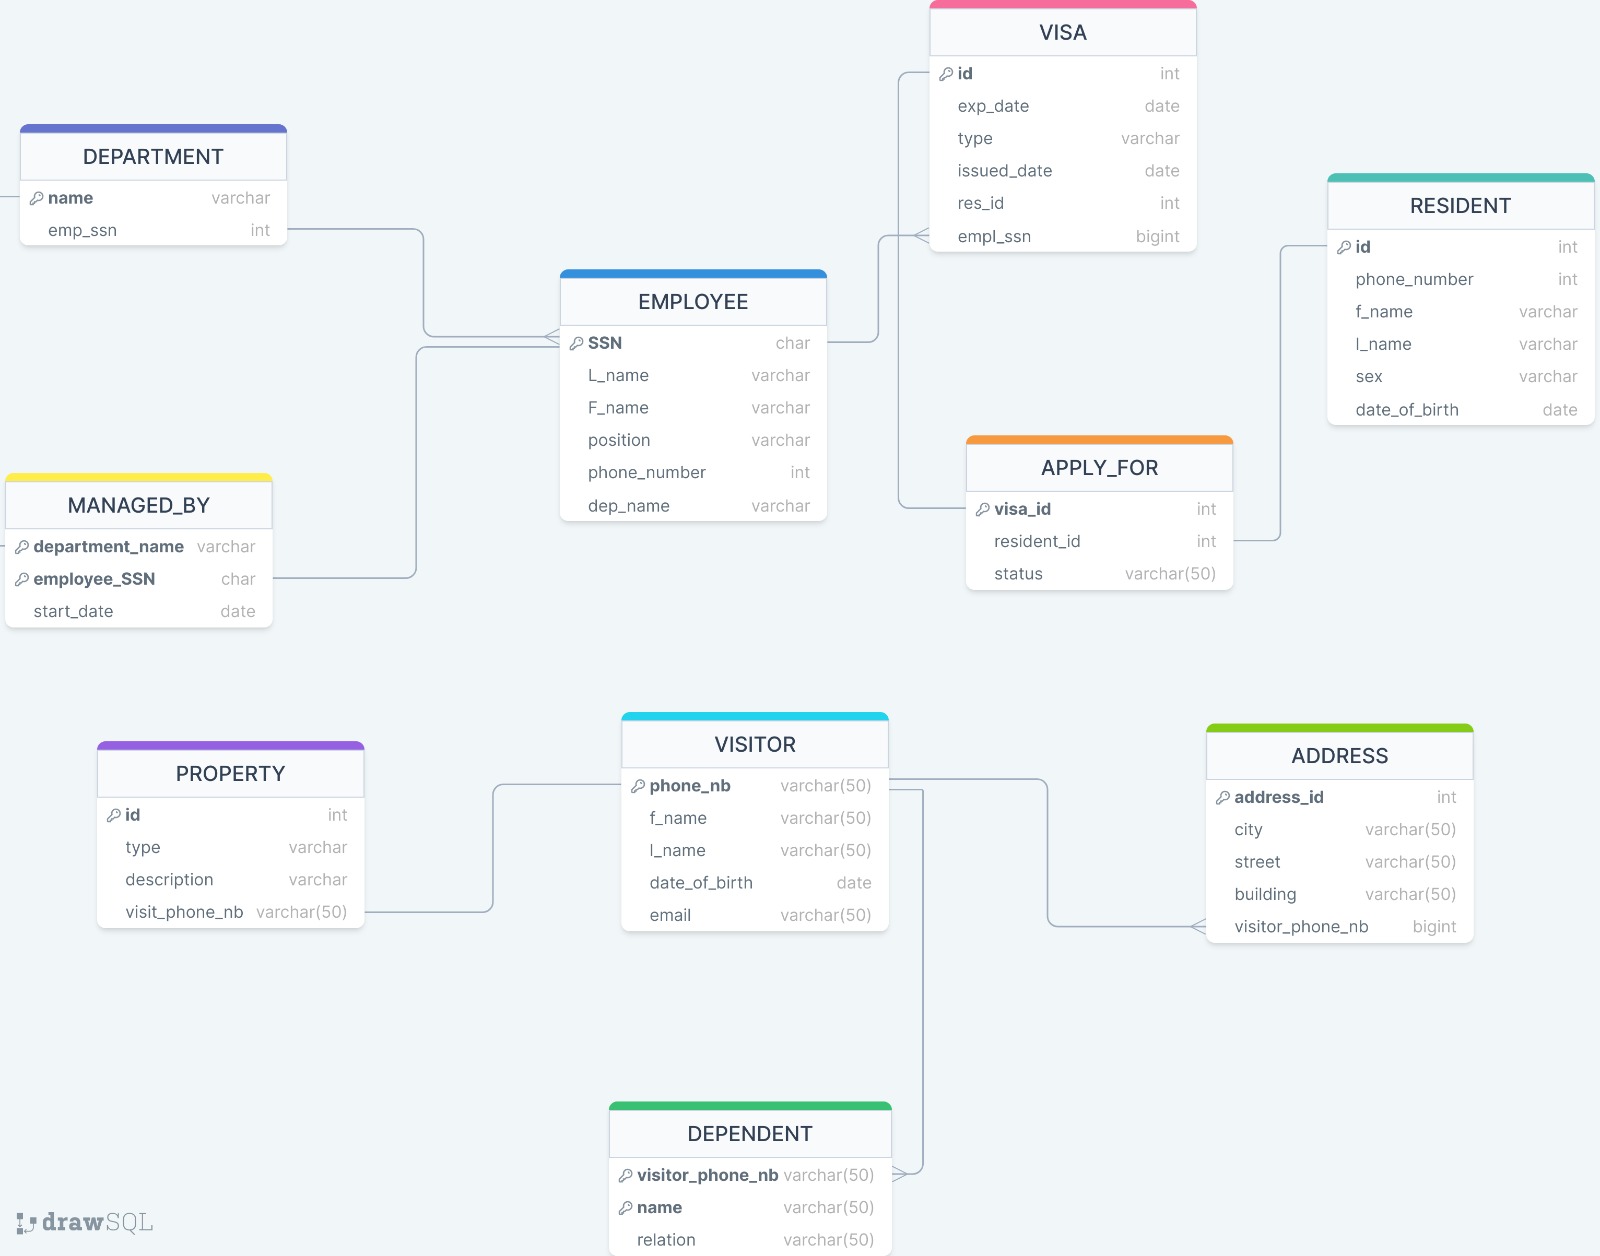 VISA
id int
exp_date date
type varchar
issued_date date
res_id int
empl_ssn bigint
DEPARTMENT
name varchar
emp_ssn int
RESIDENT
id int
phone_number int
f_name varchar
l_name varchar
sex varchar
date_of_birth date
EMPLOYEE
SSN char
L_name varchar
F_name varchar
position varchar
phone_number int
dep_name varchar
APPLY_FOR
visa_id int
resident_id int
status varchar(50)
MANAGED_BY
department_name varchar
employee_SSN char
start_date date
PROPERTY
id int
type varchar
description varchar
visit_phone_nb varchar(50)
VISITOR
phone_nb varchar(50)
f_name varchar(50)
l_name varchar(50)
date_of_birth date
email varchar(50)
ADDRESS
address_id int
city varchar(50)
street varchar(50)
building varchar(50)
visitor_phone_nb bigint
DEPENDENT
visitor_phone_nb varchar(50)
name varchar(50)
relation varchar(50)
drawSQL